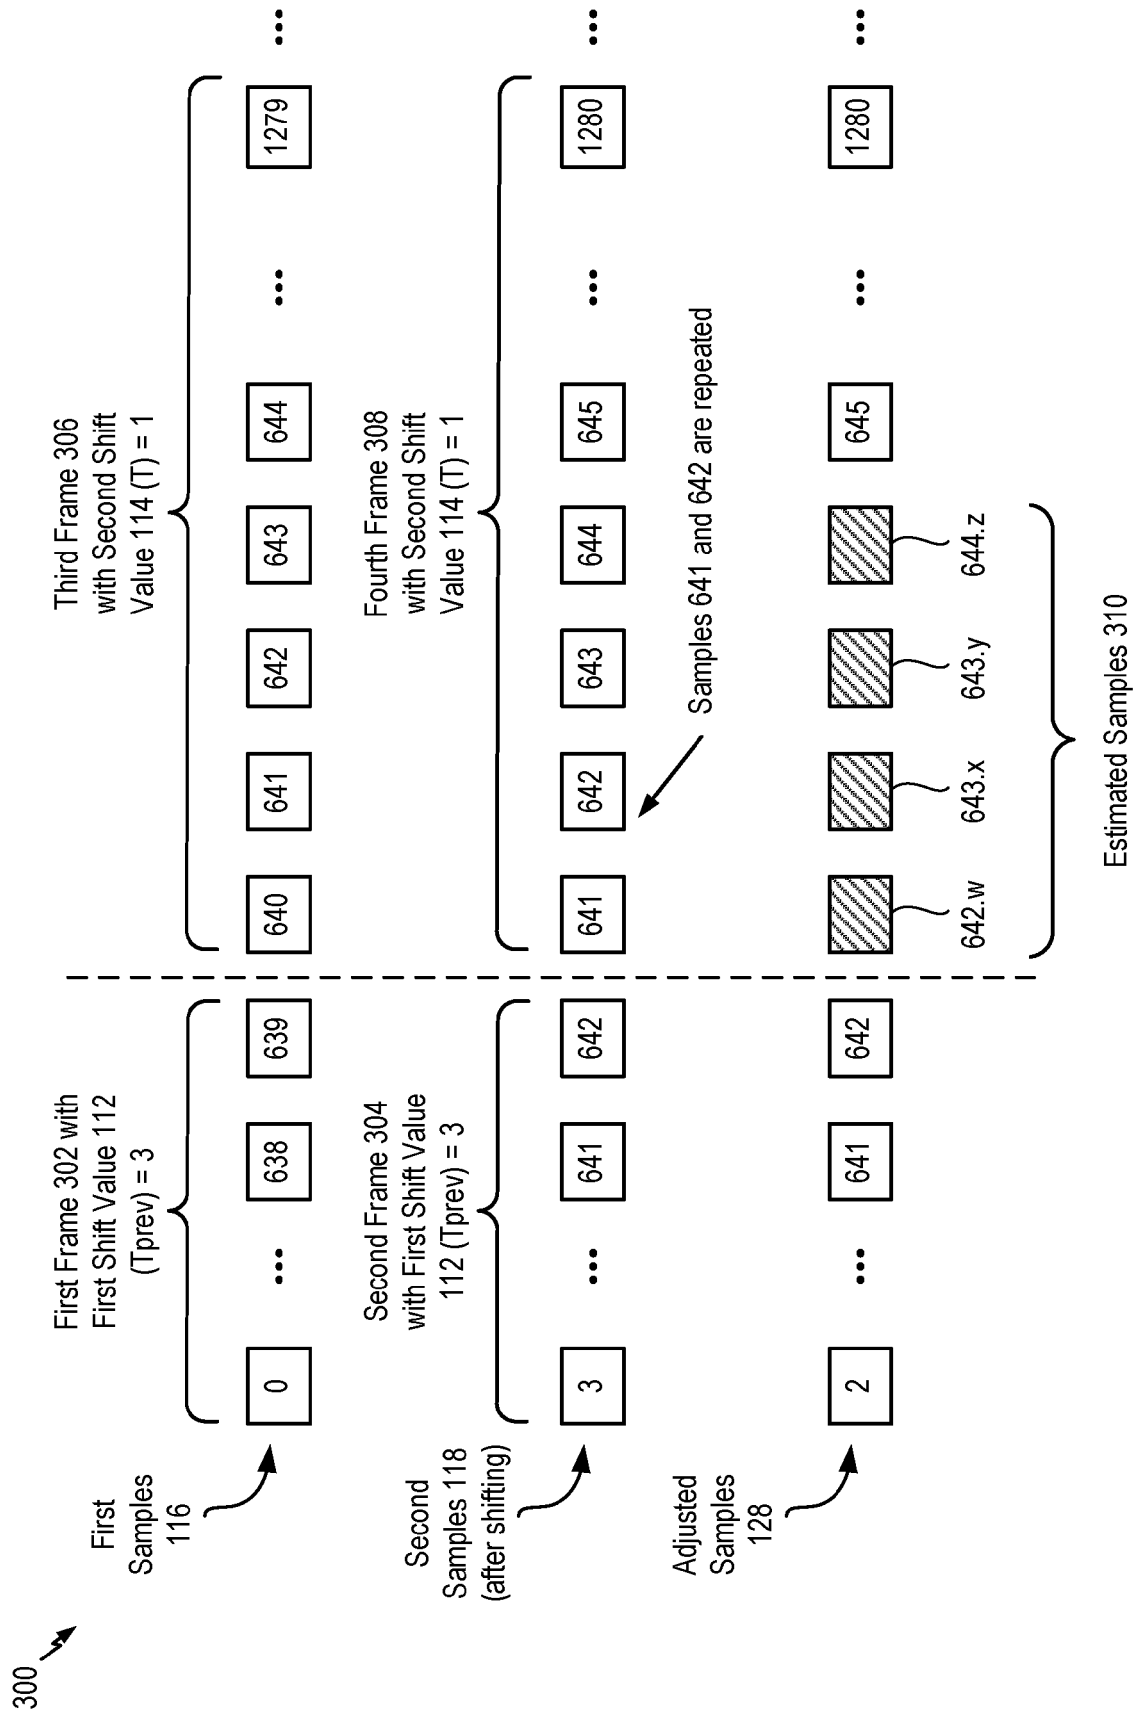 300
First Frame 302 with
First Shift Value 112
(Tprev) = 3
Third Frame 306
with Second Shift
Value 114 (T) = 1
First
Samples
116
0
•••
638
639
640
641
642
643
644
•••
1279
•••
Second Frame 304
with First Shift Value
112 (Tprev) = 3
Fourth Frame 308
with Second Shift
Value 114 (T) = 1
Second
Samples 118
(after shifting)
3
•••
641
642
641
642
643
644
645
•••
1280
•••
Samples 641 and 642 are repeated
Adjusted
Samples
128
2
•••
641
642
645
•••
1280
•••
642.w
643.x
643.y
644.z
Estimated Samples 310